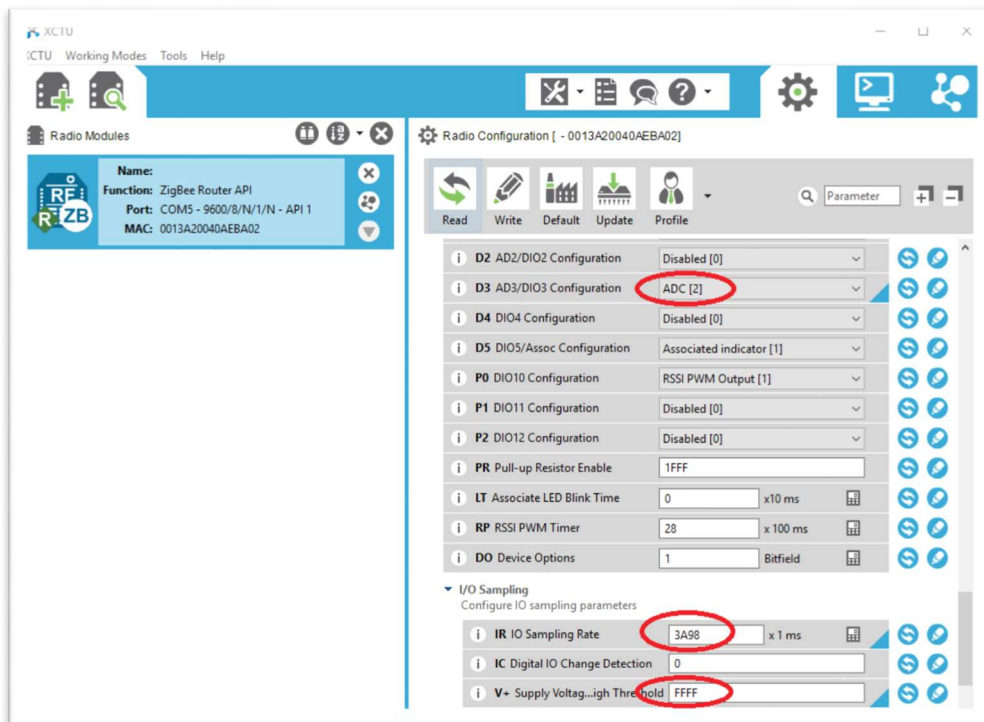 XCTU
XCTU Working Modes Tools Help
Radio Modules
Name:
Function: ZigBee Router API
Port: COM5 - 9600/8/N/1/N - API 1
MAC: 0013A20040AEBA02
RF
R ZB
Radio Configuration [ - 0013A20040AEBA02]
Read Write Default Update Profile
Parameter
i D2 AD2/DIO2 Configuration Disabled [0]
i D3 AD3/DIO3 Configuration ADC [2]
i D4 DIO4 Configuration Disabled [0]
i D5 DIO5/Assoc Configuration Associated indicator [1]
i P0 DIO10 Configuration RSSI PWM Output [1]
i P1 DIO11 Configuration Disabled [0]
i P2 DIO12 Configuration Disabled [0]
i PR Pull-up Resistor Enable 1FFF
i LT Associate LED Blink Time 0 x10 ms
i RP RSSI PWM Timer 28 x 100 ms
i DO Device Options 1 Bitfield
I/O Sampling
Configure IO sampling parameters
i IR IO Sampling Rate 3A98 x 1 ms
i IC Digital IO Change Detection 0
i V+ Supply Voltag...igh Threshold FFFF